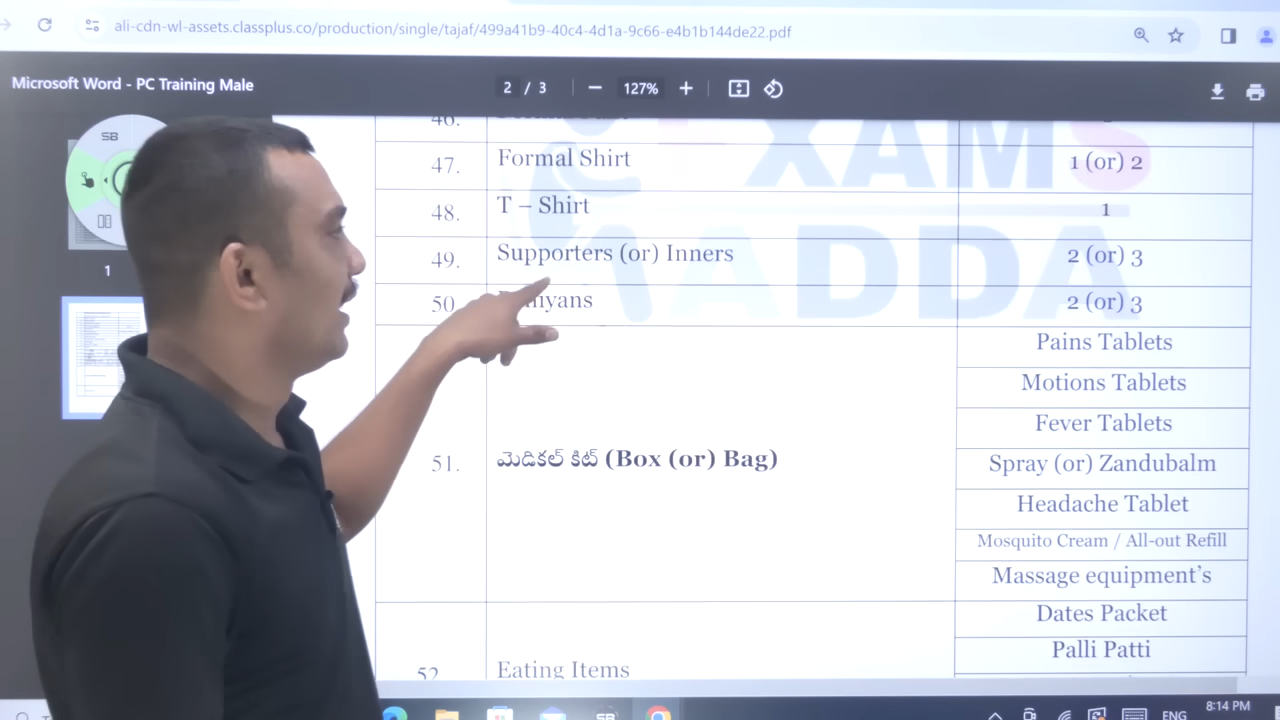 ali-cdn-wl-assets.classplus.co/production/single/tajaf/499a41b9-40c4-4d1a-9c66-e4b1b144de22.pdf
Microsoft Word - PC Training Male
2 / 3
127%
SB
1
XAMS
ADDA
46.
47. Formal Shirt 1 (or) 2
48. T – Shirt 1
49. Supporters (or) Inners 2 (or) 3
50 2 (or) 3
51. మెడికల్ కిట్ (Box (or) Bag)
Pains Tablets
Motions Tablets
Fever Tablets
Spray (or) Zandubalm
Headache Tablet
Mosquito Cream / All-out Refill
Massage equipment’s
52. Eating Items
Dates Packet
Palli Patti
SB
ENG
8:14 PM